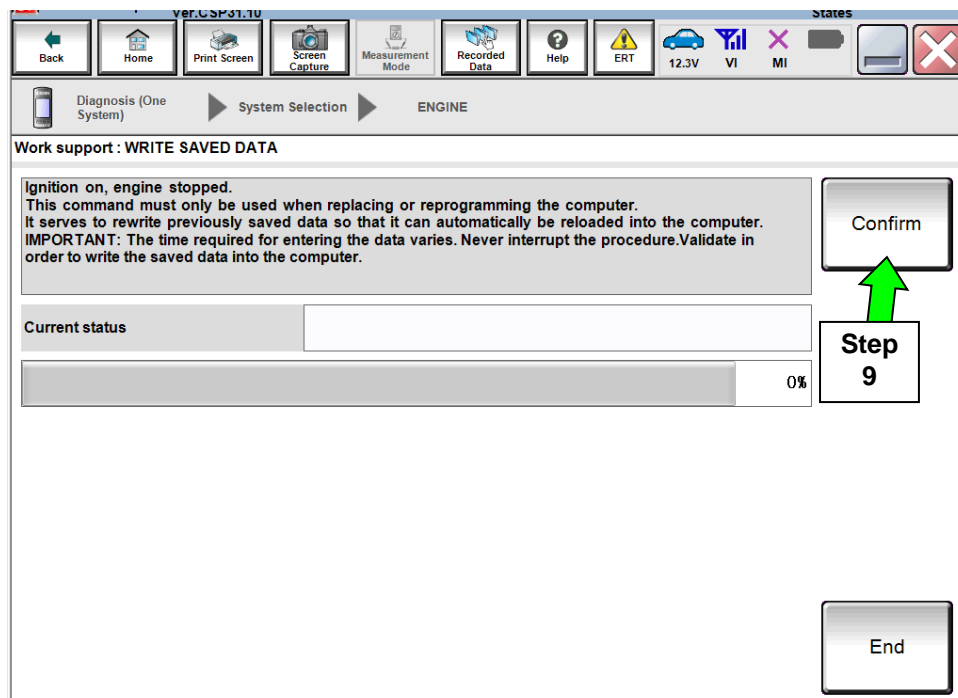 Ver.CSP31.10
States
Back
Home
Print Screen
Screen
Capture
Measurement
Mode
Recorded
Data
Help
ERT
12.3V
VI
MI
Diagnosis (One
System)
System Selection
ENGINE
Work support : WRITE SAVED DATA
Ignition on, engine stopped.
This command must only be used when replacing or reprogramming the computer.
It serves to rewrite previously saved data so that it can automatically be reloaded into the computer.
IMPORTANT: The time required for entering the data varies. Never interrupt the procedure.Validate in
order to write the saved data into the computer.
Confirm
Current status
Step
9
0%
End